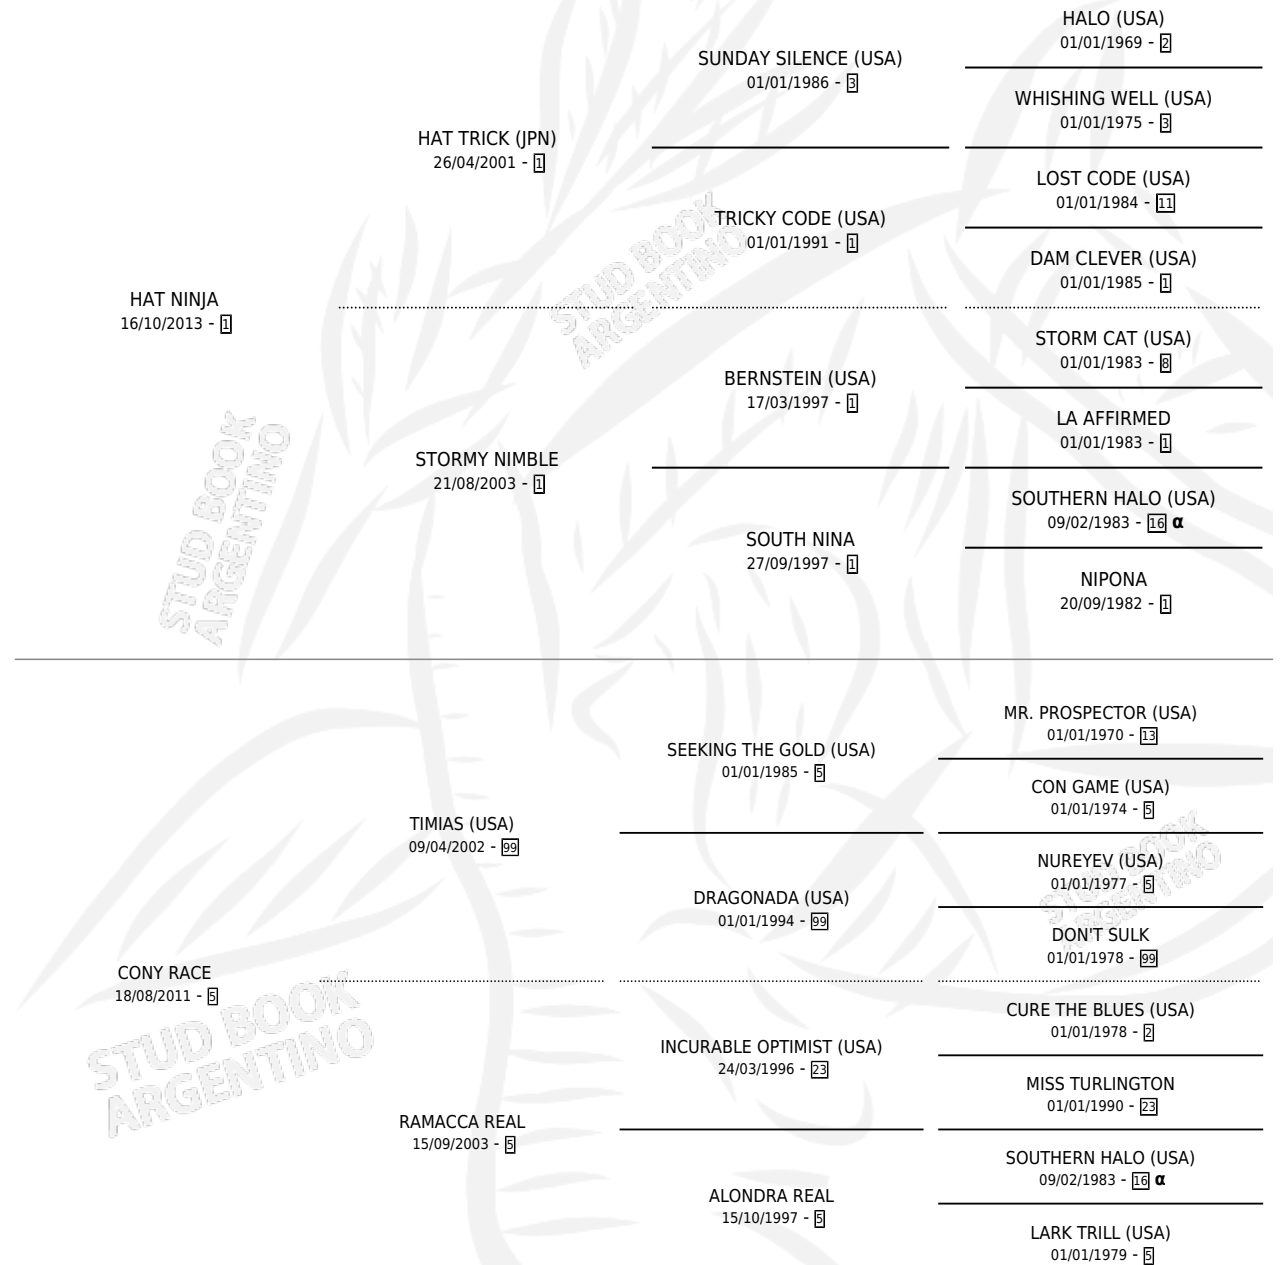 HALO (USA)
01/01/1969 - 2
SUNDAY SILENCE (USA)
01/01/1986 - 3
WHISHING WELL (USA)
01/01/1975 - 3
HAT TRICK (JPN)
26/04/2001 - 1
LOST CODE (USA)
01/01/1984 - 11
TRICKY CODE (USA)
01/01/1991 - 1
DAM CLEVER (USA)
01/01/1985 - 1
HAT NINJA
16/10/2013 - 1
STORM CAT (USA)
01/01/1983 - 8
BERNSTEIN (USA)
17/03/1997 - 1
LA AFFIRMED
01/01/1983 - 1
STORMY NIMBLE
21/08/2003 - 1
SOUTHERN HALO (USA)
09/02/1983 - 16 α
SOUTH NINA
27/09/1997 - 1
NIPONA
20/09/1982 - 1
STUD BOOK
ARGENTINO
STUD BOOK
ARGENTINO
MR. PROSPECTOR (USA)
01/01/1970 - 13
SEEKING THE GOLD (USA)
01/01/1985 - 5
CON GAME (USA)
01/01/1974 - 5
TIMIAS (USA)
09/04/2002 - 99
NUREYEV (USA)
01/01/1977 - 5
DRAGONADA (USA)
01/01/1994 - 99
DON'T SULK
01/01/1978 - 99
CONY RACE
18/08/2011 - 5
CURE THE BLUES (USA)
01/01/1978 - 2
INCURABLE OPTIMIST (USA)
24/03/1996 - 23
MISS TURLINGTON
01/01/1990 - 23
RAMACCA REAL
15/09/2003 - 5
SOUTHERN HALO (USA)
09/02/1983 - 16 α
ALONDRA REAL
15/10/1997 - 5
LARK TRILL (USA)
01/01/1979 - 5
STUD BOOK
ARGENTINO
STUD BOOK
ARGENTINO